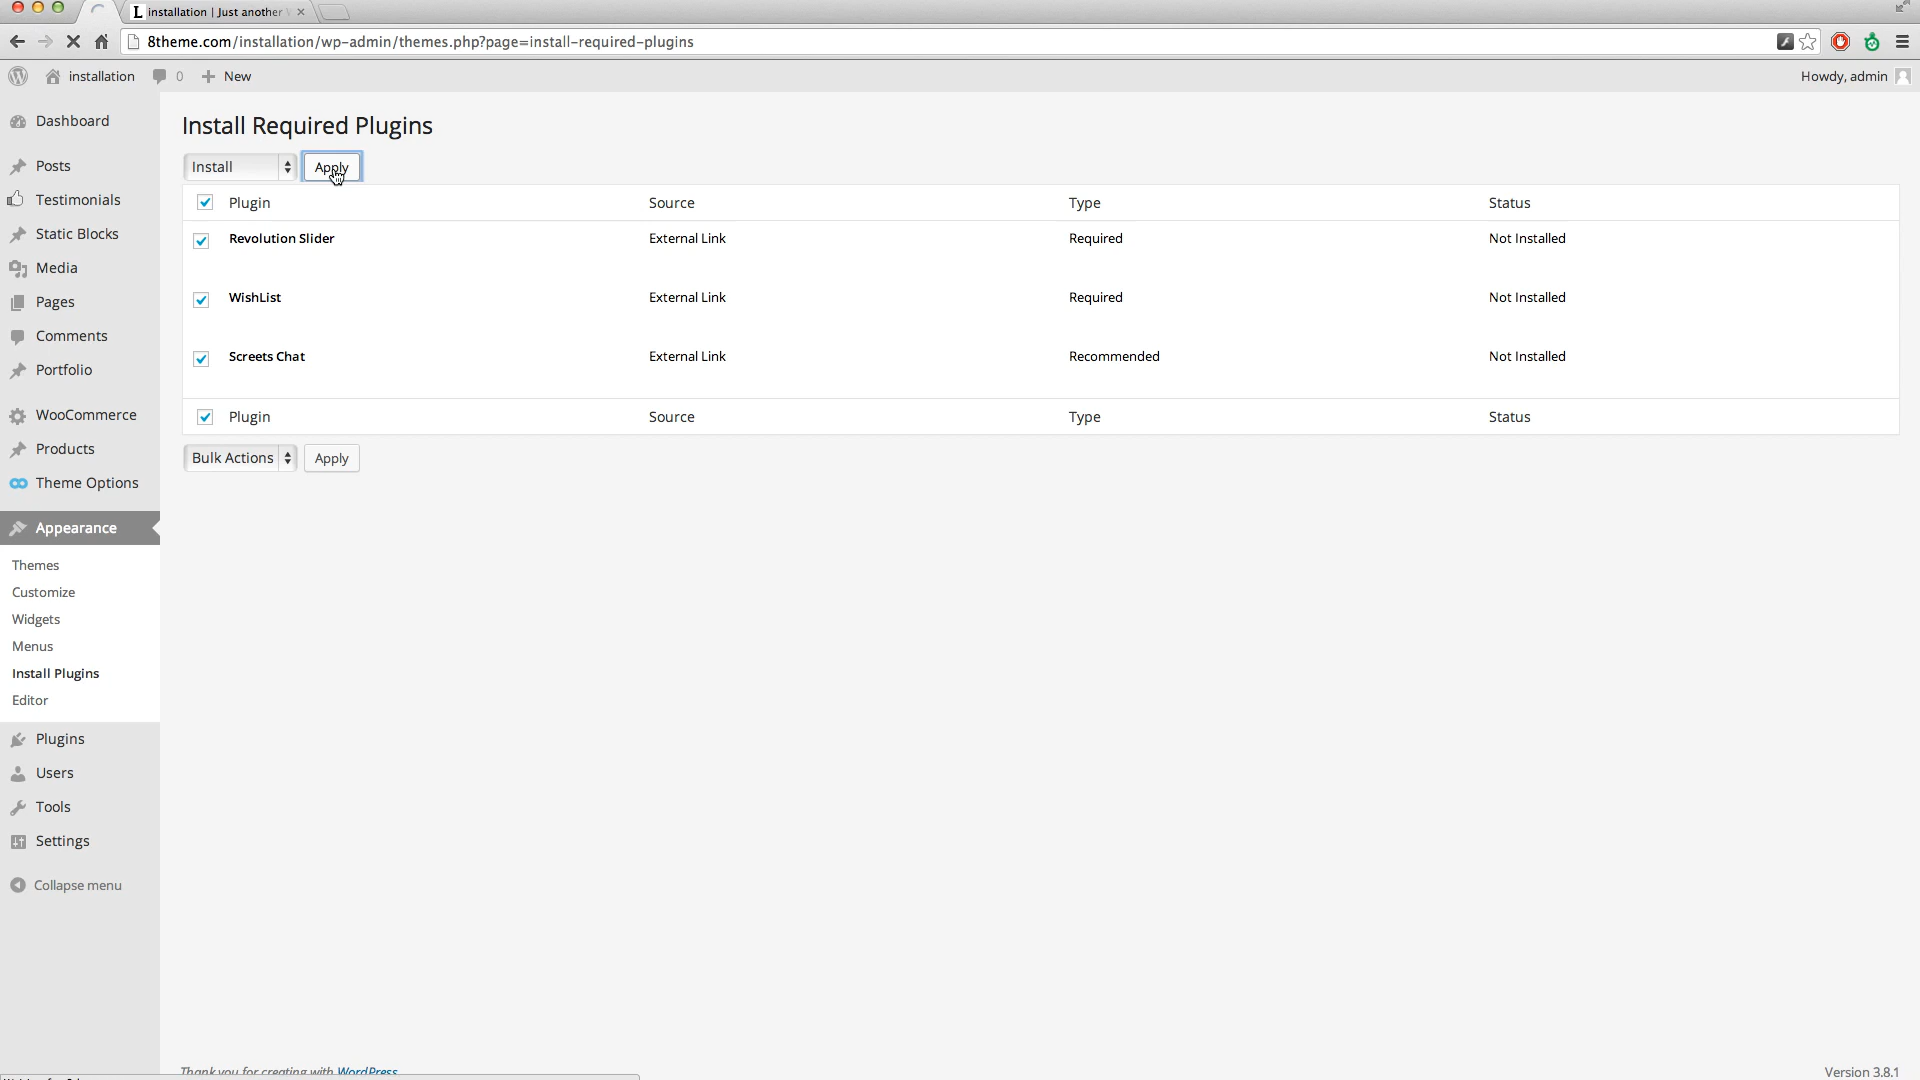 L installation | Just another
8theme.com/installation/wp-admin/themes.php?page=install-required-plugins
installation 0 New Howdy, admin
Dashboard
Posts
Testimonials
Static Blocks
Media
Pages
Comments
Portfolio
WooCommerce
Products
Theme Options
Appearance
Themes
Customize
Widgets
Menus
Install Plugins
Editor
Plugins
Users
Tools
Settings
Collapse menu
Install Required Plugins
Install Apply
Plugin Source Type Status
Revolution Slider External Link Required Not Installed
WishList External Link Required Not Installed
Screets Chat External Link Recommended Not Installed
Plugin Source Type Status
Bulk Actions Apply
Thank you for creating with WordPress.
Version 3.8.1